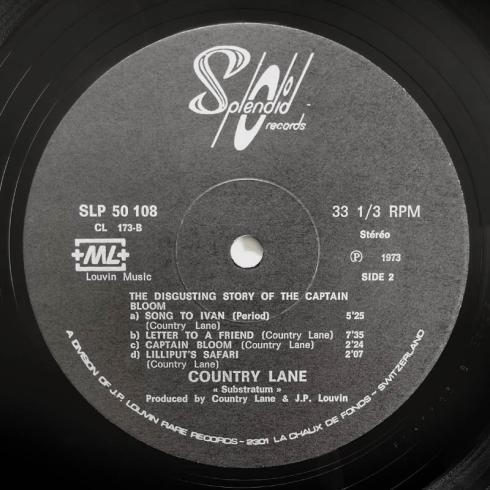 Splendid
records
SLP 50 108
CL 173-B
ML
Louvin Music
33 1/3 RPM
Stéréo
Ⓟ 1973
SIDE 2
THE DISGUSTING STORY OF THE CAPTAIN
BLOOM
a) SONG TO IVAN (Period) 5'25
(Country Lane)
b) LETTER TO A FRIEND (Country Lane) 7'35
c) CAPTAIN BLOOM (Country Lane) 2'24
d) LILLIPUT'S SAFARI 2'07
(Country Lane)
COUNTRY LANE
« Substratum »
Produced by Country Lane & J.P. Louvin
A DIVISION OF J.P. LOUVIN RARE RECORDS - 2301 LA CHAUX DE FONDS - SWITZERLAND